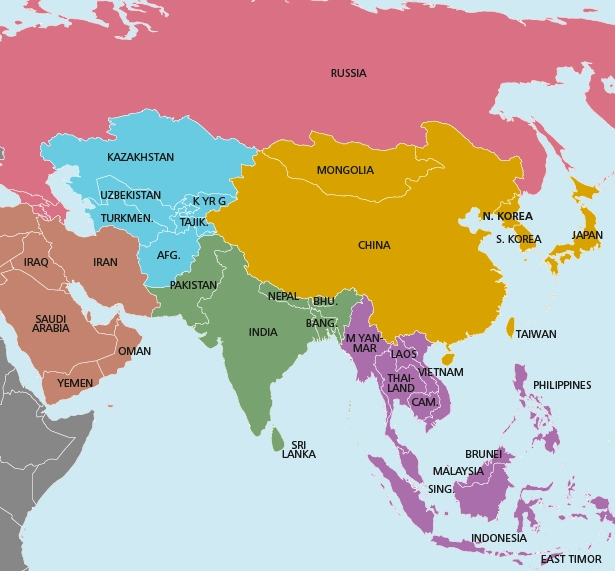 RUSSIA
KAZAKHSTAN
MONGOLIA
UZBEKISTAN
K YR G
TURKMEN.
TAJIK.
N. KOREA
S. KOREA
JAPAN
CHINA
IRAQ
IRAN
AFG.
PAKISTAN
NEPAL
BHU.
SAUDI
ARABIA
BANG.
INDIA
TAIWAN
OMAN
M YAN-
MAR
LAOS
VIETNAM
THAI-
LAND
YEMEN
CAM.
PHILIPPINES
SRI
LANKA
BRUNEI
MALAYSIA
SING.
INDONESIA
EAST TIMOR